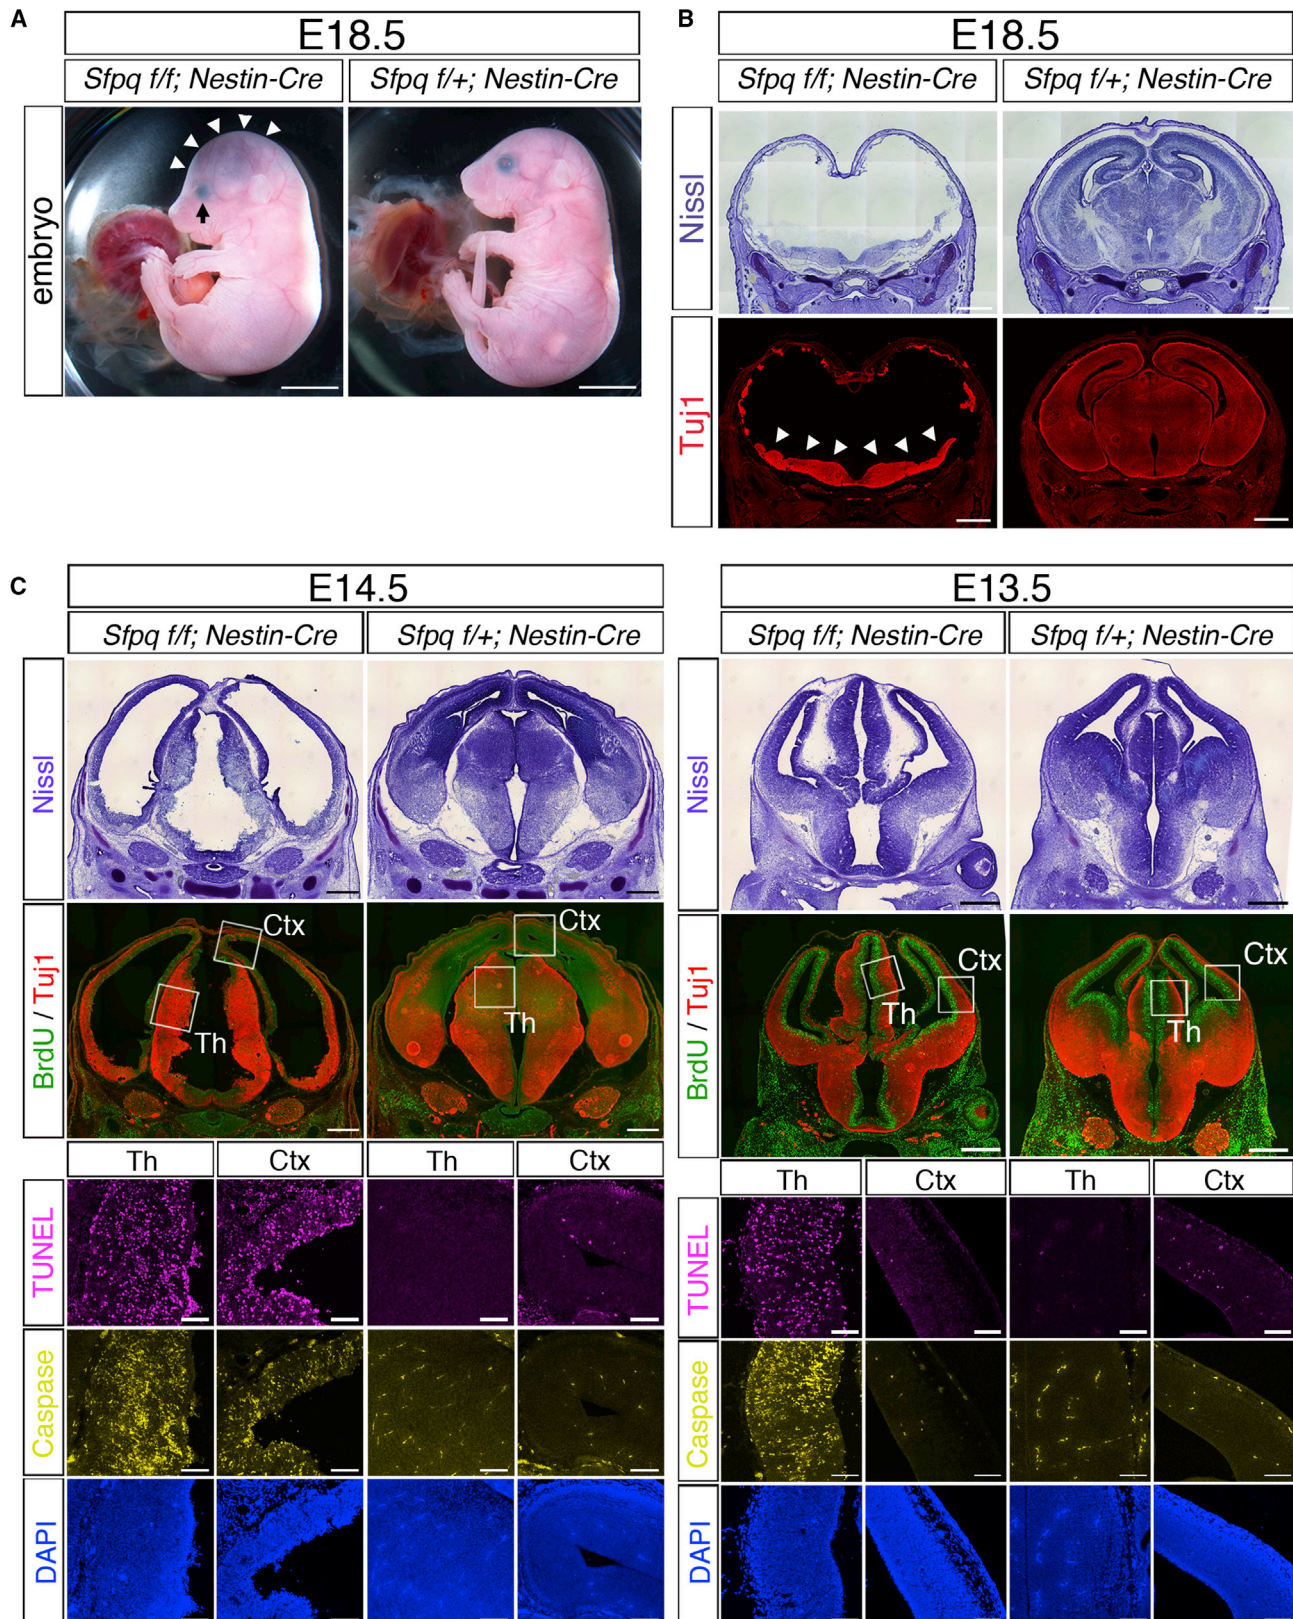 A
E18.5
Sfpq f/f; Nestin-Cre
Sfpq f/+; Nestin-Cre
embryo
B
E18.5
Sfpq f/f; Nestin-Cre
Sfpq f/+; Nestin-Cre
Nissl
Tuj1
C
E14.5
Sfpq f/f; Nestin-Cre
Sfpq f/+; Nestin-Cre
Nissl
BrdU / Tuj1
Ctx
Th
Ctx
Th
Th
Ctx
Th
Ctx
TUNEL
Caspase
DAPI
E13.5
Sfpq f/f; Nestin-Cre
Sfpq f/+; Nestin-Cre
Nissl
BrdU / Tuj1
Th
Ctx
Th
Ctx
Th
Ctx
Th
Ctx
TUNEL
Caspase
DAPI